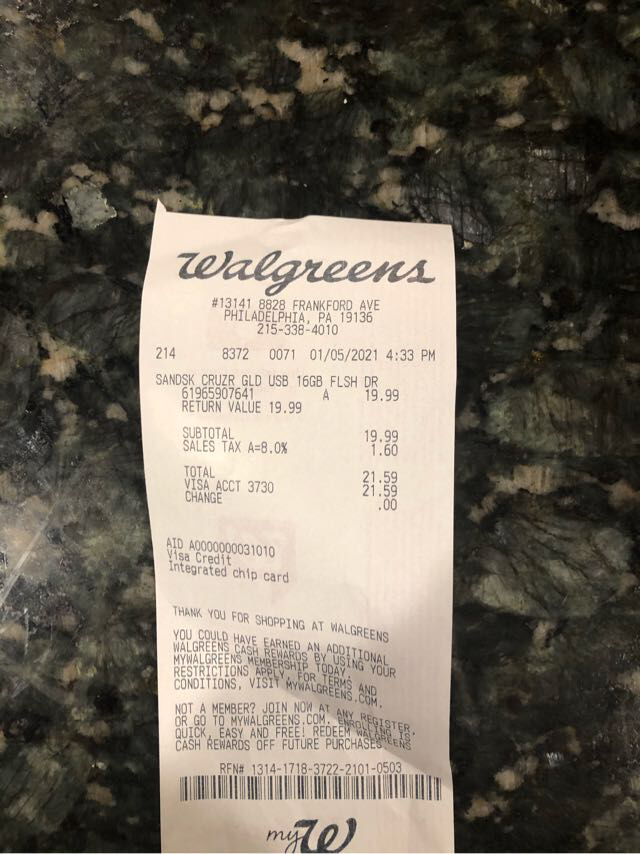 Walgreens
#13141 8828 FRANKFORD AVE
PHILADELPHIA, PA 19136
215-338-4010
214 8372 0071 01/05/2021 4:33 PM
SANDSK CRUZR GLD USB 16GB FLSH DR
61965907641 A 19.99
RETURN VALUE 19.99
SUBTOTAL 19.99
SALES TAX A=8.0% 1.60
TOTAL 21.59
VISA ACCT 3730 21.59
CHANGE .00
AID A0000000031010
Visa Credit
Integrated chip card
THANK YOU FOR SHOPPING AT WALGREENS
YOU COULD HAVE EARNED AN ADDITIONAL
WALGREENS CASH REWARDS BY USING YOUR
MYWALGREENS MEMBERSHIP TODAY.
RESTRICTIONS APPLY. FOR TERMS AND
CONDITIONS, VISIT MYWALGREENS.COM.
NOT A MEMBER? JOIN NOW AT ANY REGISTER,
OR GO TO MYWALGREENS.COM. ENROLLING IS
QUICK, EASY AND FREE! REDEEM WALGREENS
CASH REWARDS OFF FUTURE PURCHASES.
RFN# 1314-1718-3722-2101-0503
myW